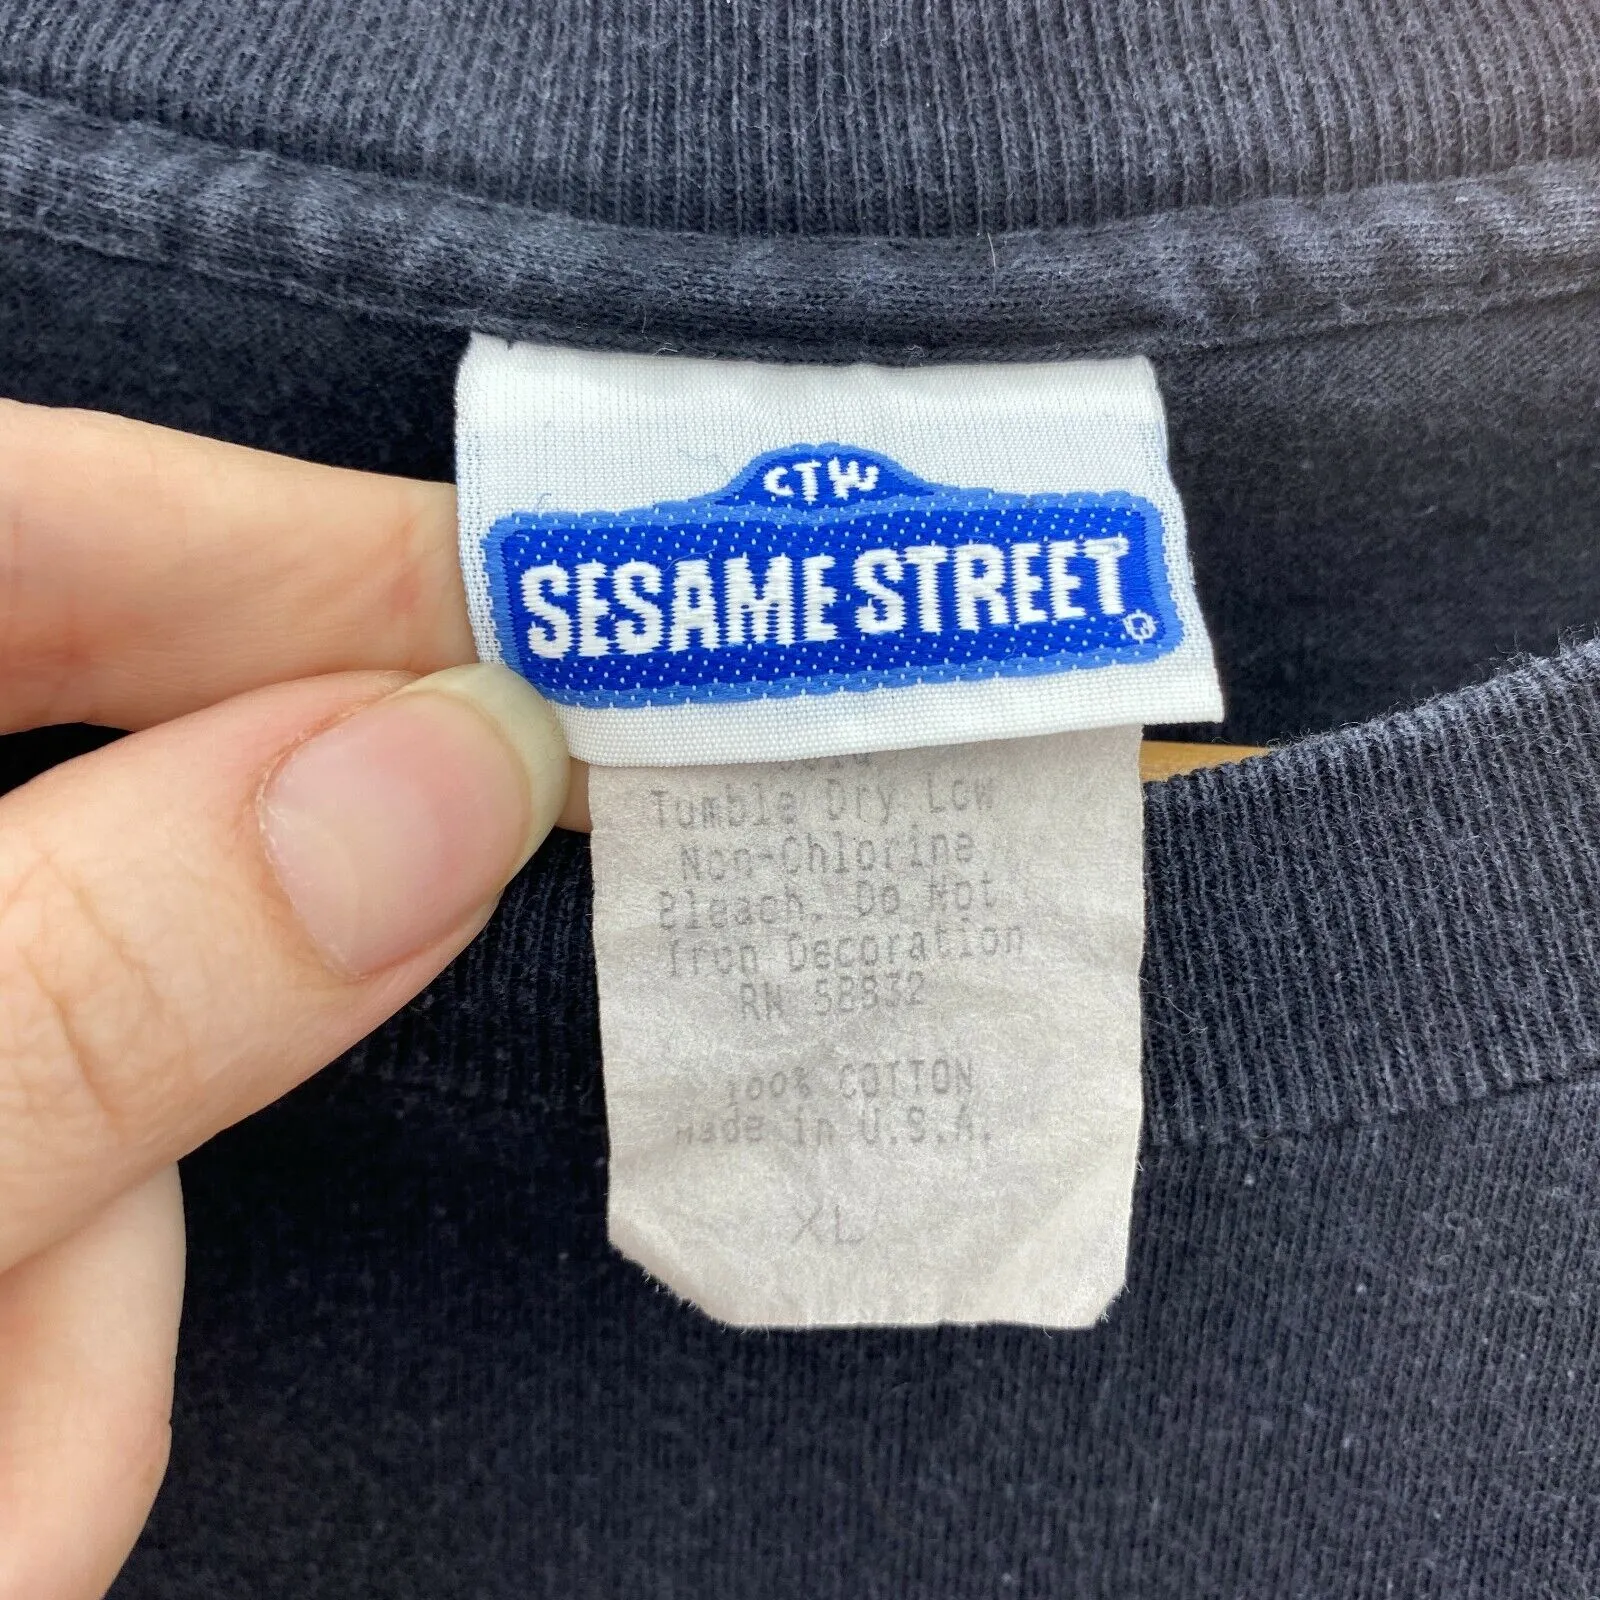 CTW
SESAME STREET
Tumble Dry Low
Non-Chlorine
Bleach. Do Not
Iron Decoration
RN 58932
100% COTTON
Made in U.S.A.
XL